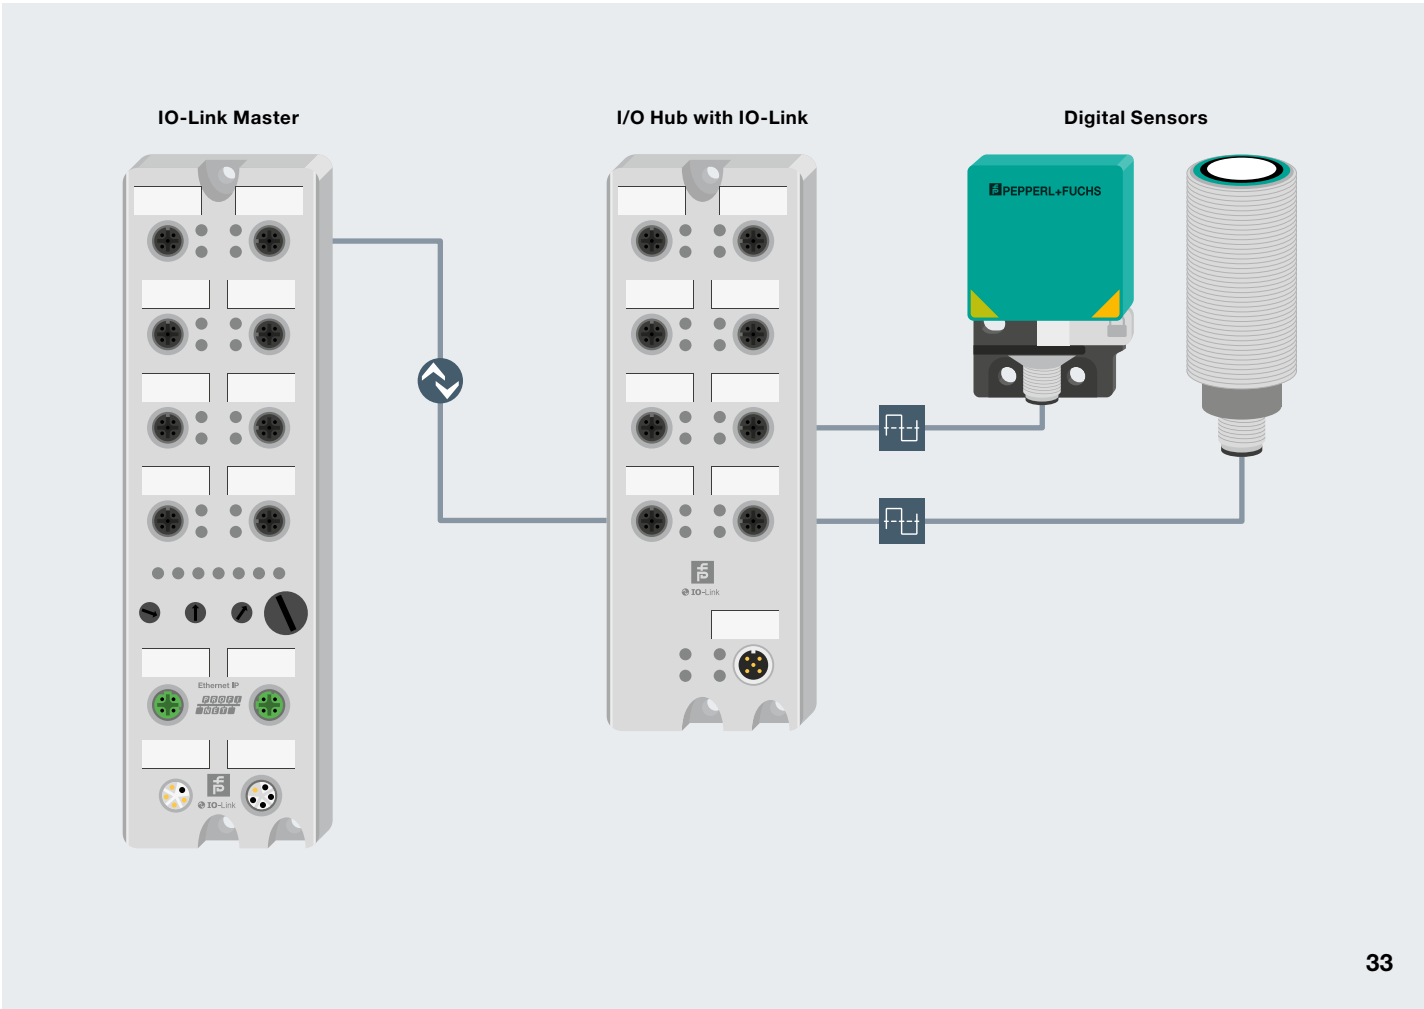 IO-Link Master
I/O Hub with IO-Link
Digital Sensors
PEPPERL+FUCHS
IO-Link
Ethernet IP
PROFI
NET
IO-Link
33